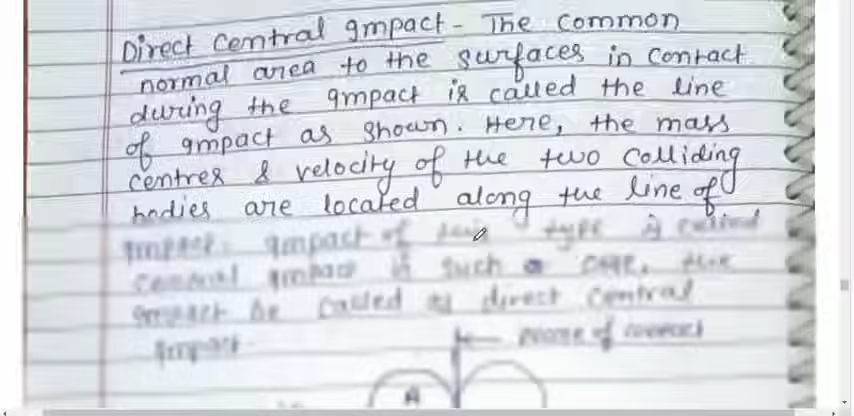 Direct Central Impact - The Common
normal area to the surfaces in contact
during the Impact is called the line
of Impact as shown. Here, the mass
centres & velocity of the two Colliding
bodies are located along the line of
Impact. Impact of this type is called
central impact in such a case, the
Impact be called as direct Central
Impact
plane of contact
A